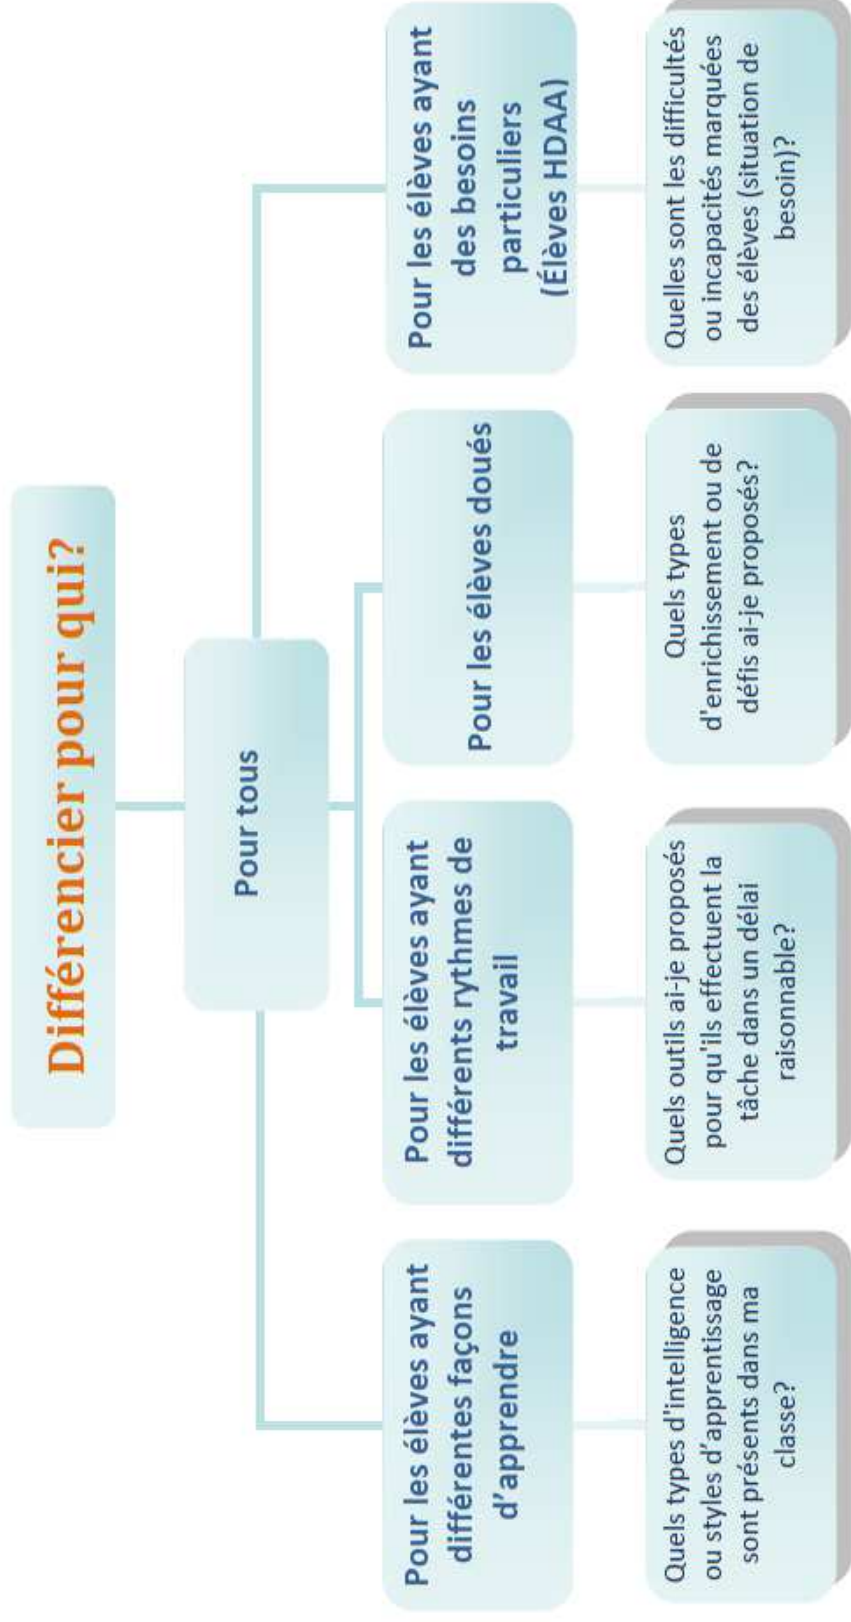 Différencier pour qui?
Pour tous
Pour les élèves ayant
différentes façons
d’apprendre
Pour les élèves ayant
différents rythmes de
travail
Pour les élèves doués
Pour les élèves ayant
des besoins
particuliers
(Élèves HDAA)
Quels types d'intelligence
ou styles d’apprentissage
sont présents dans ma
classe?
Quels outils ai-je proposés
pour qu'ils effectuent la
tâche dans un délai
raisonnable?
Quels types
d'enrichissement ou de
défis ai-je proposés?
Quelles sont les difficultés
ou incapacités marquées
des élèves (situation de
besoin)?